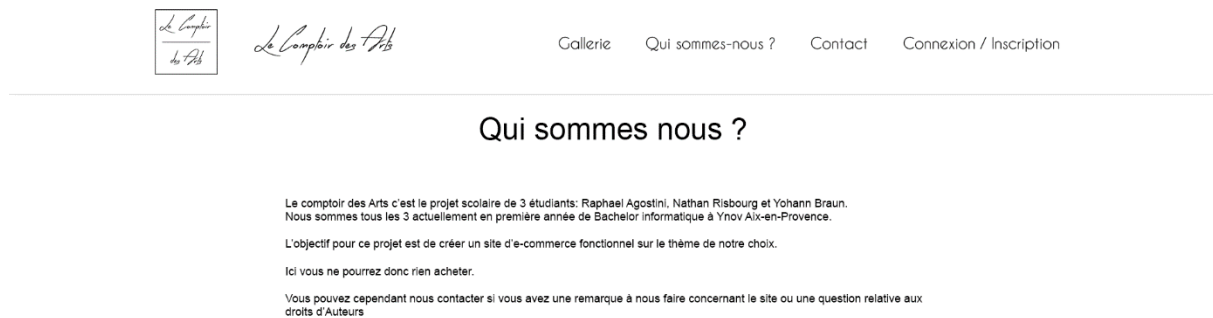 Le Comptoir
des Arts
Le Comptoir des Arts
Gallerie Qui sommes-nous ? Contact Connexion / Inscription
Qui sommes nous ?
Le comptoir des Arts c'est le projet scolaire de 3 étudiants: Raphael Agostini, Nathan Risbourg et Yohann Braun.
Nous sommes tous les 3 actuellement en première année de Bachelor informatique à Ynov Aix-en-Provence.
L'objectif pour ce projet est de créer un site d'e-commerce fonctionnel sur le thème de notre choix.
Ici vous ne pourrez donc rien acheter.
Vous pouvez cependant nous contacter si vous avez une remarque à nous faire concernant le site ou une question relative aux
droits d'Auteurs